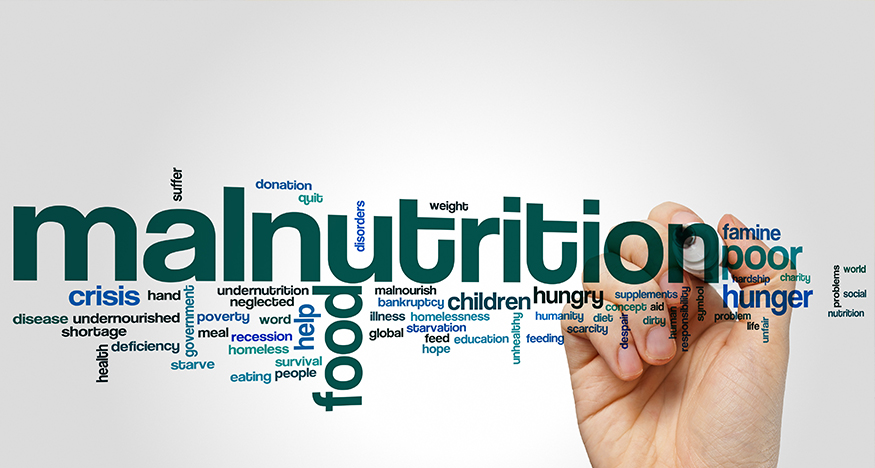 suffer
donation
quit
disorders
weight
malnutrition
famine
poor
hardship
charity
problems
world
social
nutrition
crisis
hand
government
undernutrition
neglected
help
food
malnourish
bankruptcy
children
hungry
supplements
concept aid
responsibility
human
symbol
hunger
disease
undernourished
poverty
word
illness
homelessness
humanity
diet
dirty
despair
problem
shortage
meal
recession
global
starvation
scarcity
life
unfair
health
deficiency
homeless
feed
education
unhealthy
feeding
hope
starve
survival
eating
people